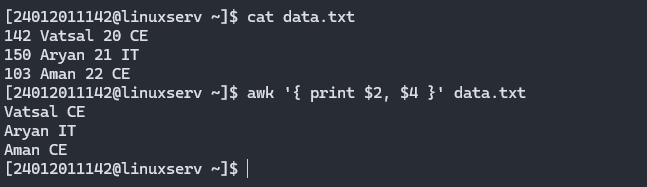 [24012011142@linuxserv ~]$ cat data.txt
142 Vatsal 20 CE
150 Aryan 21 IT
103 Aman 22 CE
[24012011142@linuxserv ~]$ awk '{ print $2, $4 }' data.txt
Vatsal CE
Aryan IT
Aman CE
[24012011142@linuxserv ~]$